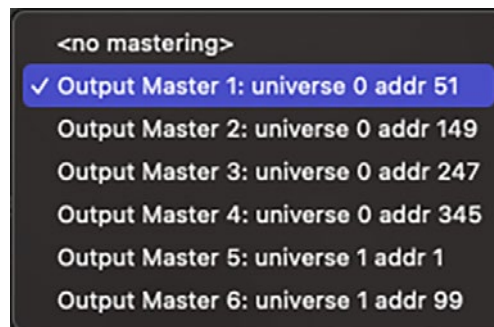 <no mastering>
✓ Output Master 1: universe 0 addr 51
Output Master 2: universe 0 addr 149
Output Master 3: universe 0 addr 247
Output Master 4: universe 0 addr 345
Output Master 5: universe 1 addr 1
Output Master 6: universe 1 addr 99